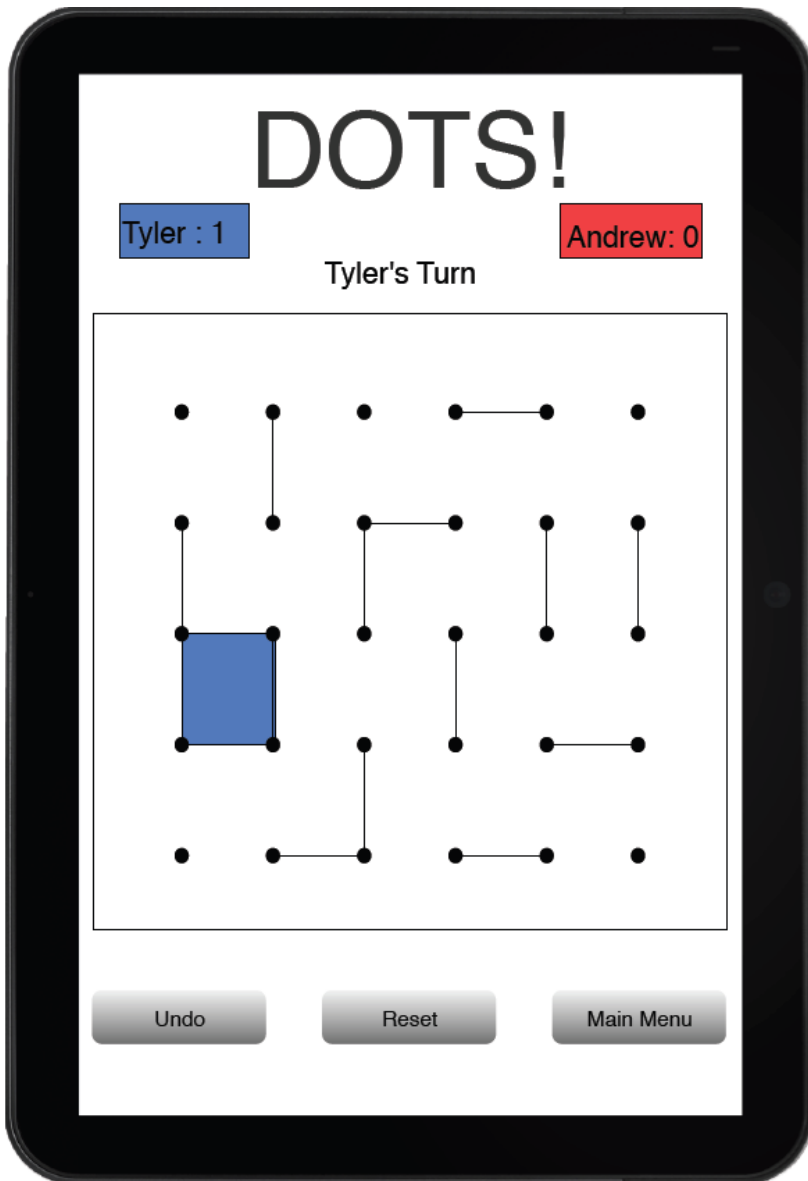 DOTS!
Tyler : 1
Andrew: 0
Tyler's Turn
Undo
Reset
Main Menu